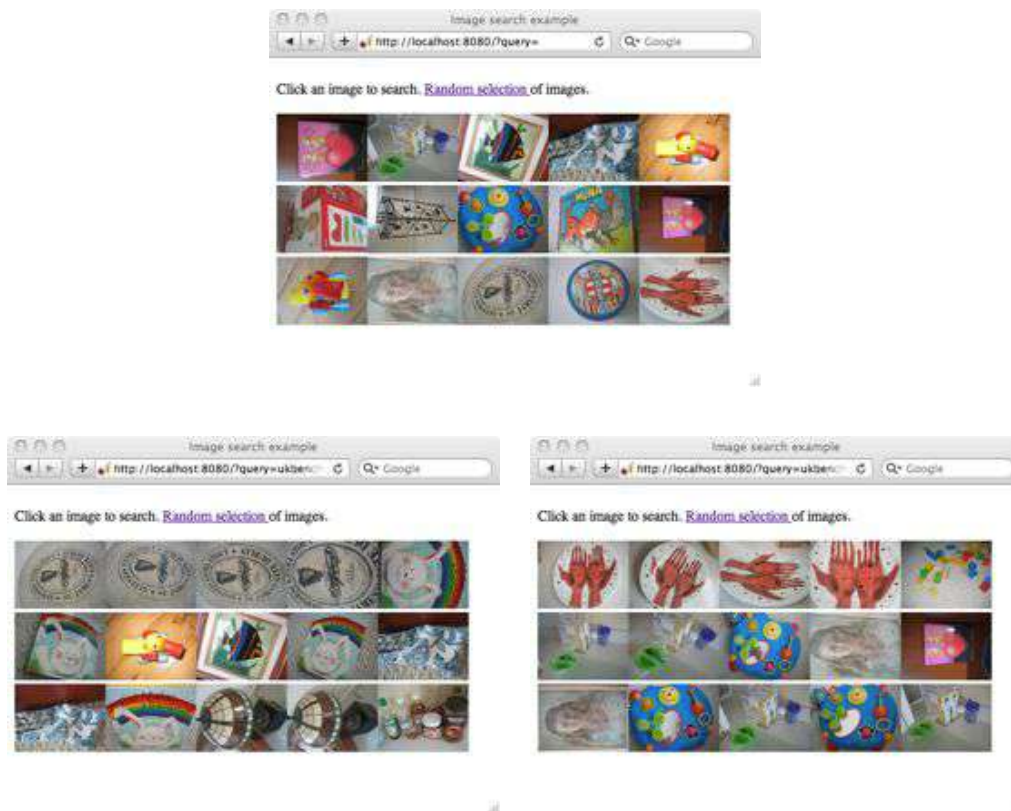 Image search example
http://localhost:8080/?query=
Google
Click an image to search. Random selection of images.
Image search example
http://localhost:8080/?query=ukben
Google
Click an image to search. Random selection of images.
Image search example
http://localhost:8080/?query=ukben
Google
Click an image to search. Random selection of images.